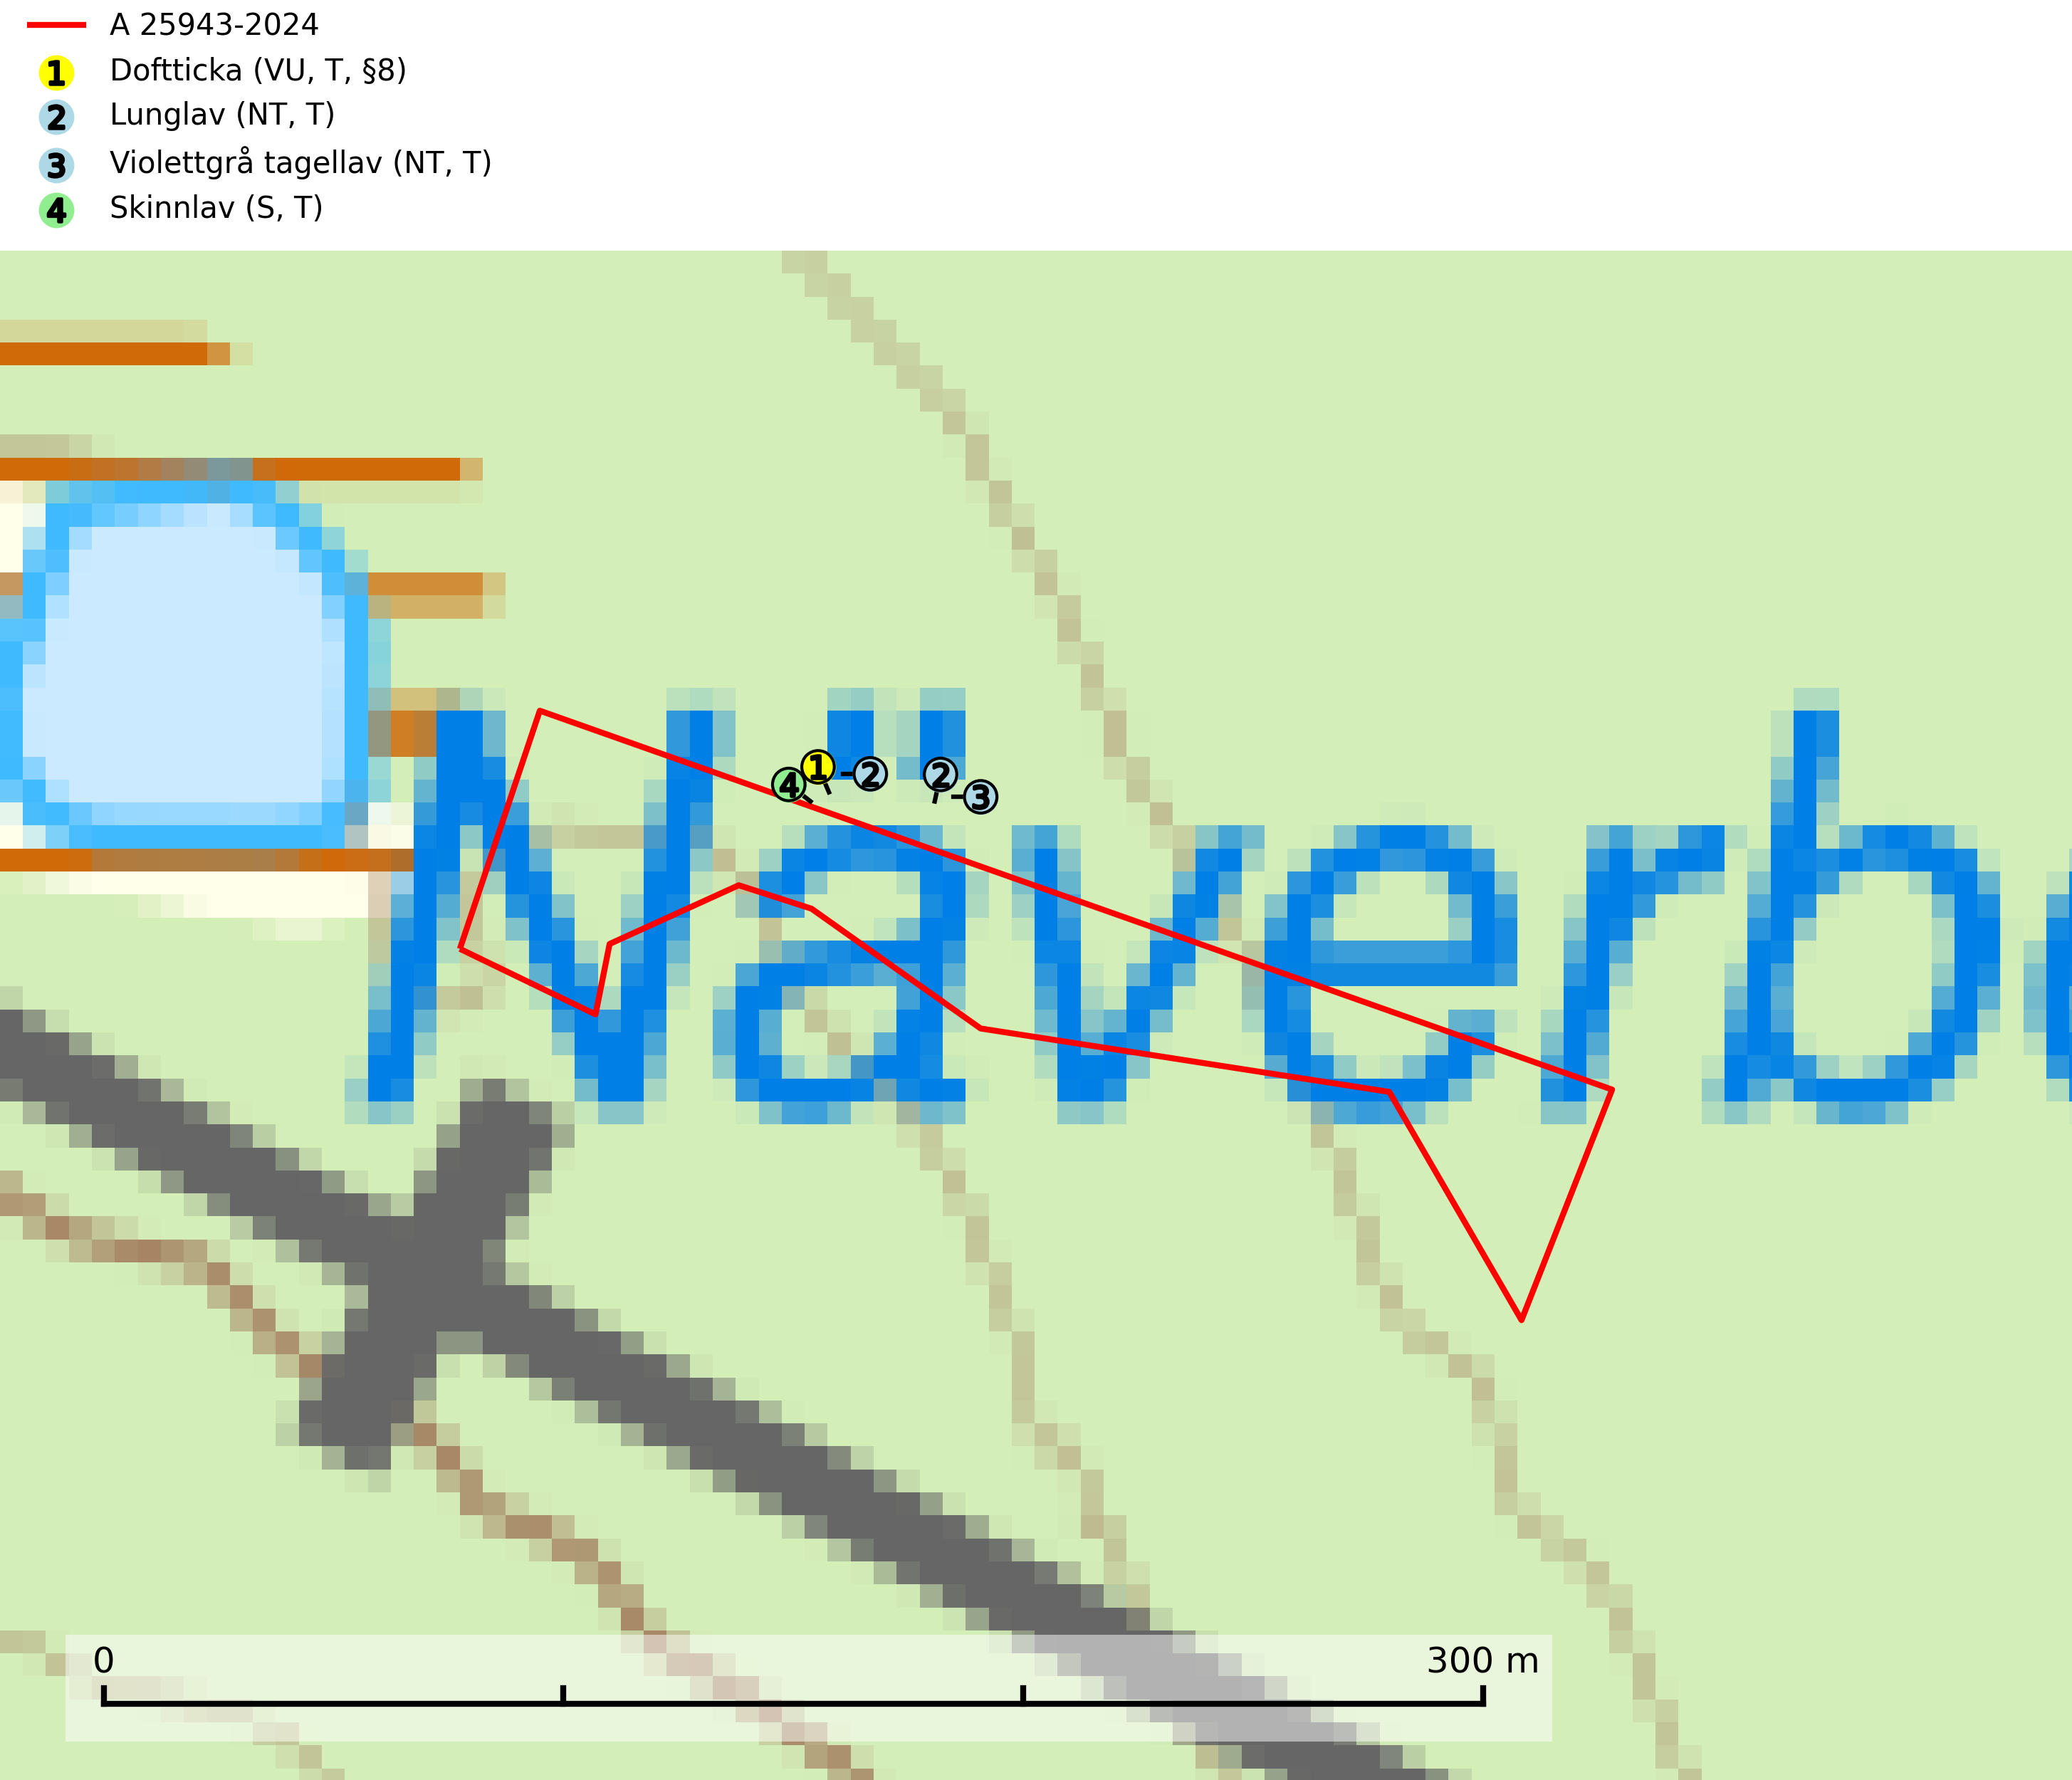 A 25943-2024
1 Doftticka (VU, T, §8)
2 Lunglav (NT, T)
3 Violettgrå tagellav (NT, T)
4 Skinnlav (S, T)
1 2 2
4 3
0 300 m